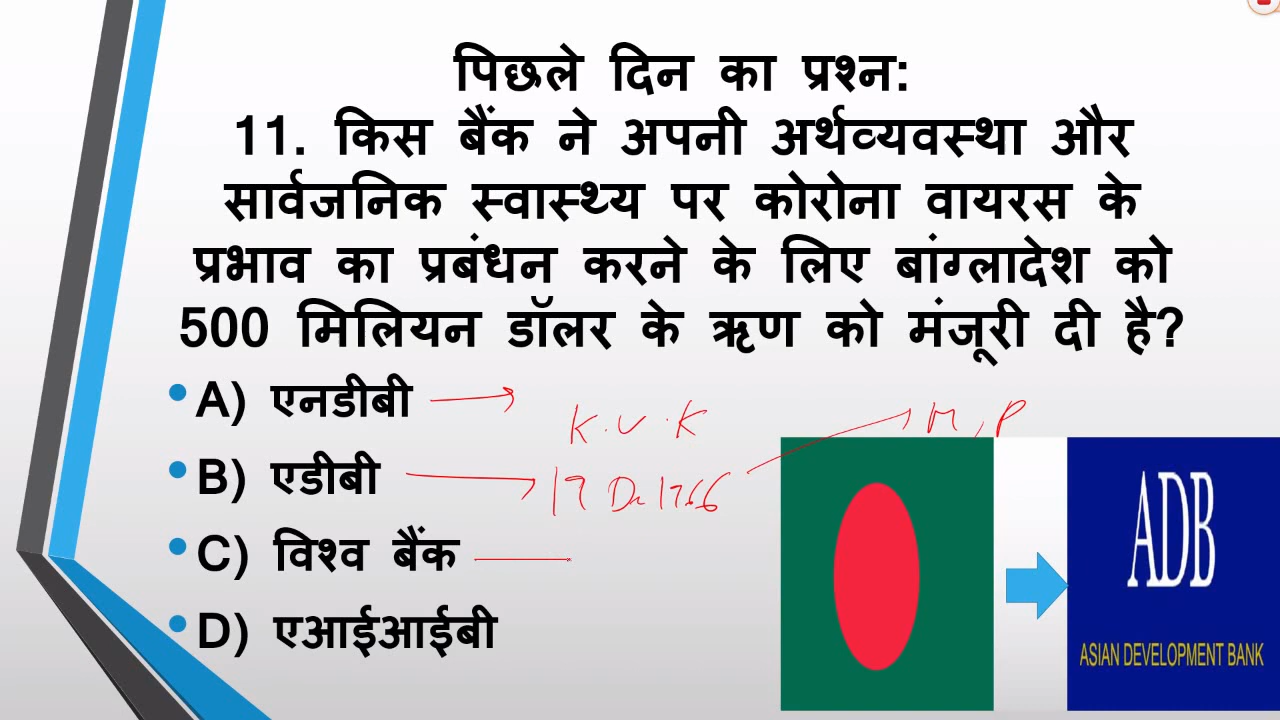 पिछले दिन का प्रश्न:
11. किस बैंक ने अपनी अर्थव्यवस्था और
सार्वजनिक स्वास्थ्य पर कोरोना वायरस के
प्रभाव का प्रबंधन करने के लिए बांग्लादेश को
500 मिलियन डॉलर के ऋण को मंजूरी दी है?
A) एनडीबी
K.V.K
M, P
B) एडीबी
19 De 1966
C) विश्व बैंक
D) एआईआईबी
ADB
ASIAN DEVELOPMENT BANK